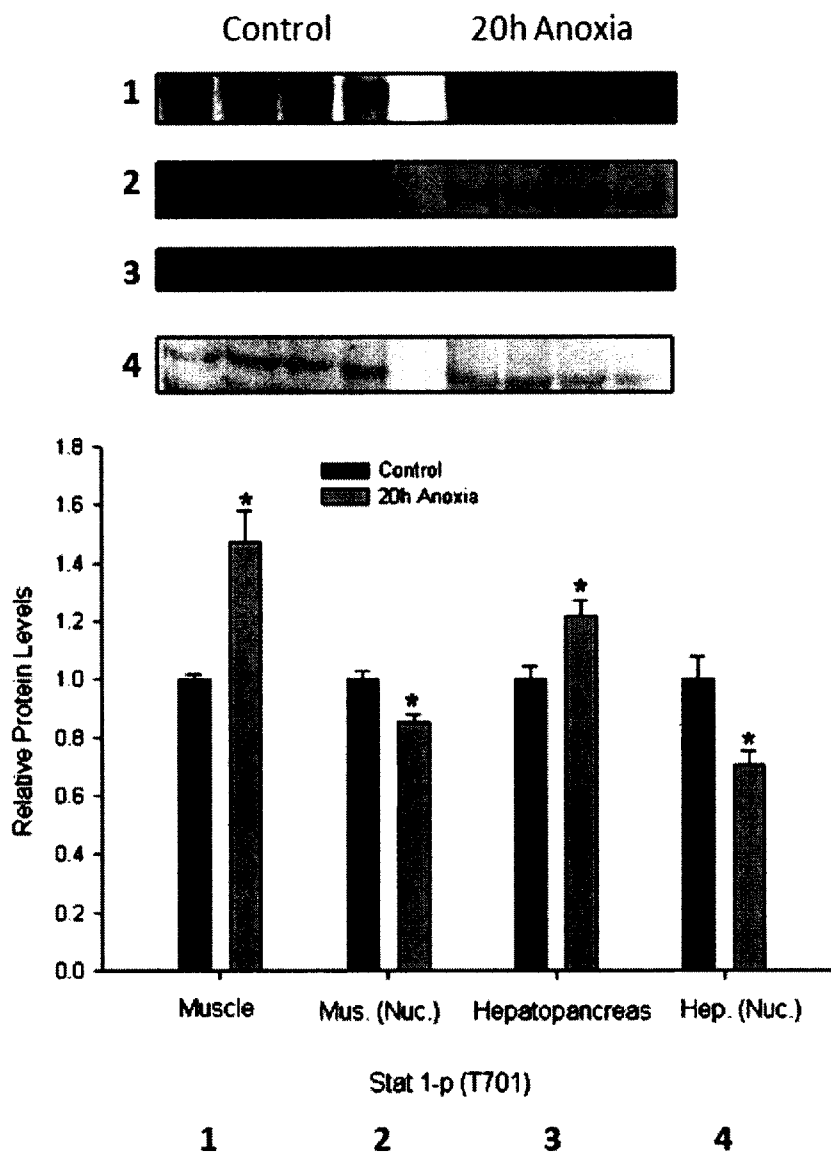 Control 20h Anoxia
1
2
3
4
1.8
1.6
1.4
1.2
1.0
0.8
0.6
0.4
0.2
0.0
Relative Protein Levels
Control
20h Anoxia
*
*
*
*
Muscle Mus. (Nuc.) Hepatopancreas Hep. (Nuc.)
Stat 1-p (T701)
1 2 3 4